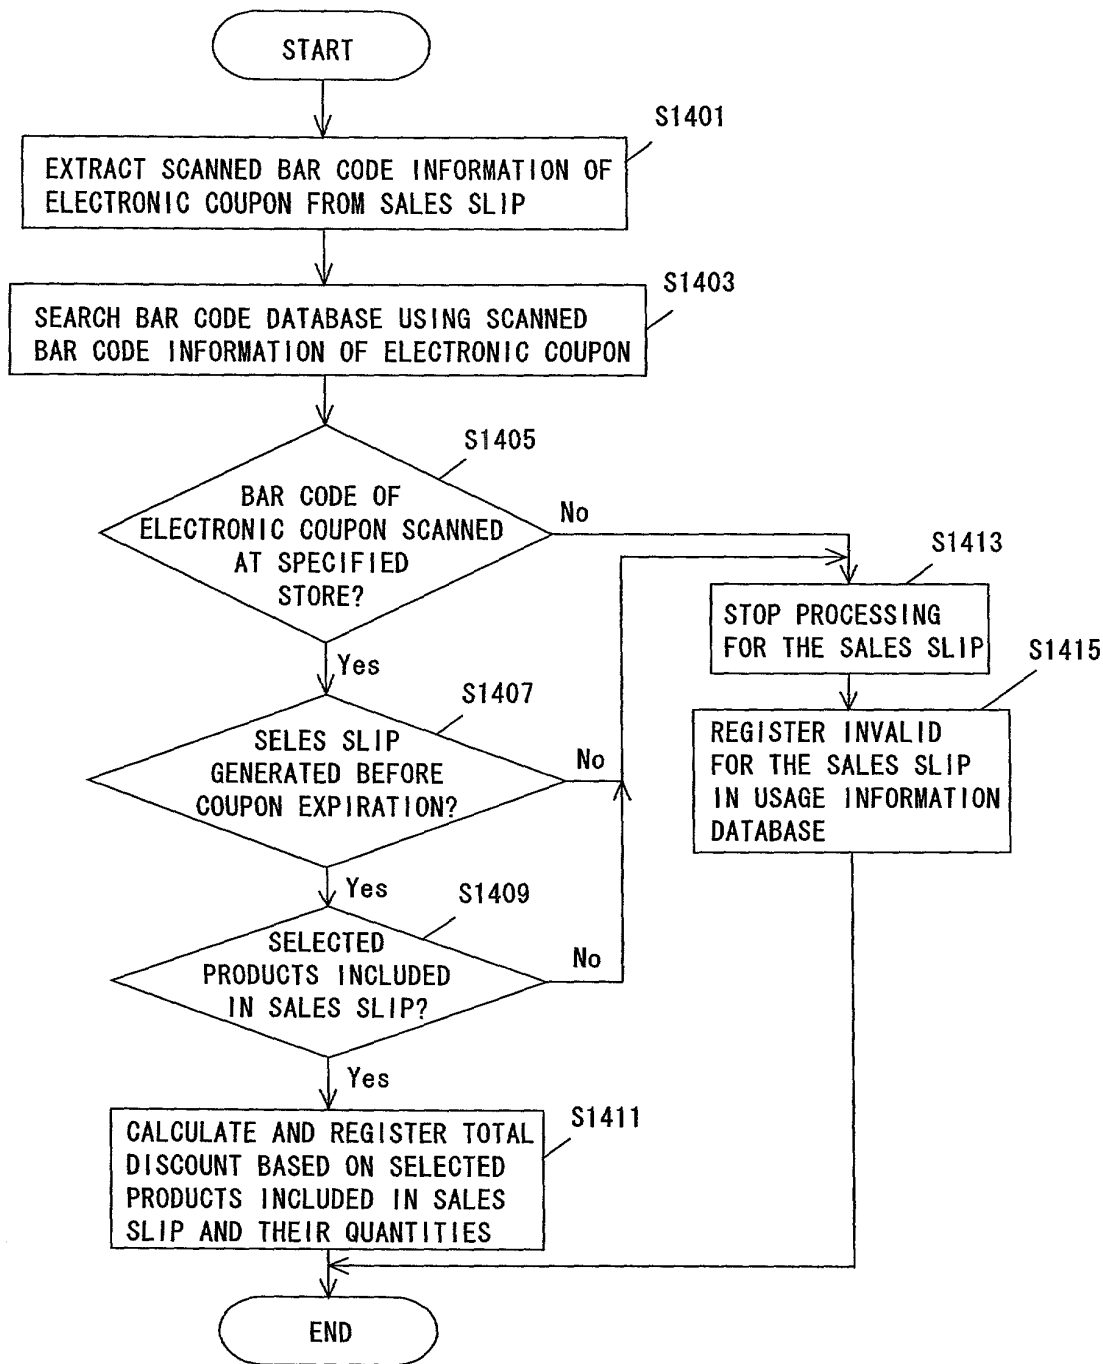 START
S1401
EXTRACT SCANNED BAR CODE INFORMATION OF
ELECTRONIC COUPON FROM SALES SLIP
S1403
SEARCH BAR CODE DATABASE USING SCANNED
BAR CODE INFORMATION OF ELECTRONIC COUPON
S1405
BAR CODE OF
ELECTRONIC COUPON SCANNED
AT SPECIFIED
STORE?
No
Yes
S1413
STOP PROCESSING
FOR THE SALES SLIP
S1415
REGISTER INVALID
FOR THE SALES SLIP
IN USAGE INFORMATION
DATABASE
S1407
SELES SLIP
GENERATED BEFORE
COUPON EXPIRATION?
No
Yes
S1409
SELECTED
PRODUCTS INCLUDED
IN SALES SLIP?
No
Yes
S1411
CALCULATE AND REGISTER TOTAL
DISCOUNT BASED ON SELECTED
PRODUCTS INCLUDED IN SALES
SLIP AND THEIR QUANTITIES
END